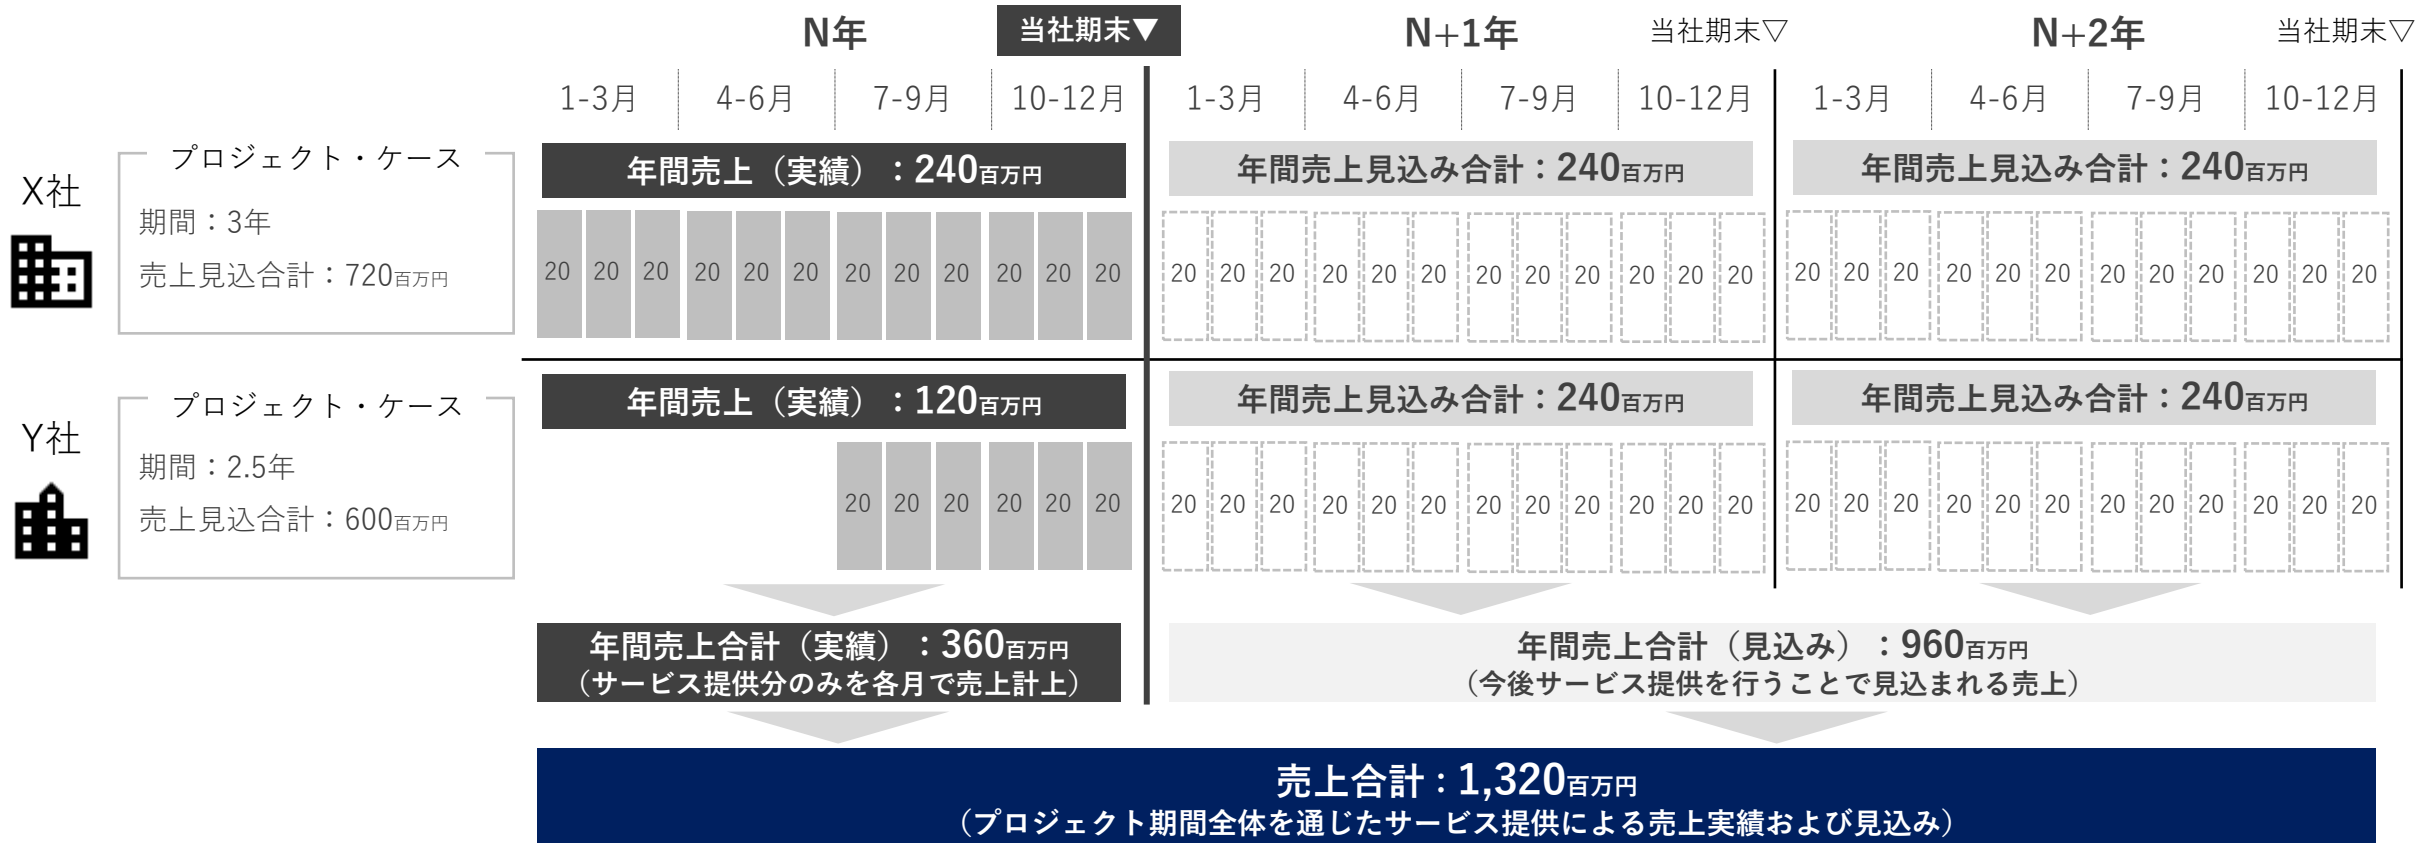 N年
当社期末▼
N+1年
当社期末▽
N+2年
当社期末▽
1-3月 4-6月 7-9月 10-12月 1-3月 4-6月 7-9月 10-12月 1-3月 4-6月 7-9月 10-12月
X社
プロジェクト・ケース
期間：3年
売上見込合計：720百万円
年間売上（実績）：240百万円
年間売上見込み合計：240百万円
年間売上見込み合計：240百万円
20 20 20 20 20 20 20 20 20 20 20 20 20 20 20 20 20 20 20 20 20 20 20 20 20 20 20 20 20 20 20 20 20 20 20 20
Y社
プロジェクト・ケース
期間：2.5年
売上見込合計：600百万円
年間売上（実績）：120百万円
年間売上見込み合計：240百万円
年間売上見込み合計：240百万円
20 20 20 20 20 20 20 20 20 20 20 20 20 20 20 20 20 20 20 20 20 20 20 20 20 20 20 20 20 20
年間売上合計（実績）：360百万円
（サービス提供分のみを各月で売上計上）
年間売上合計（見込み）：960百万円
（今後サービス提供を行うことで見込まれる売上）
売上合計：1,320百万円
（プロジェクト期間全体を通じたサービス提供による売上実績および見込み）